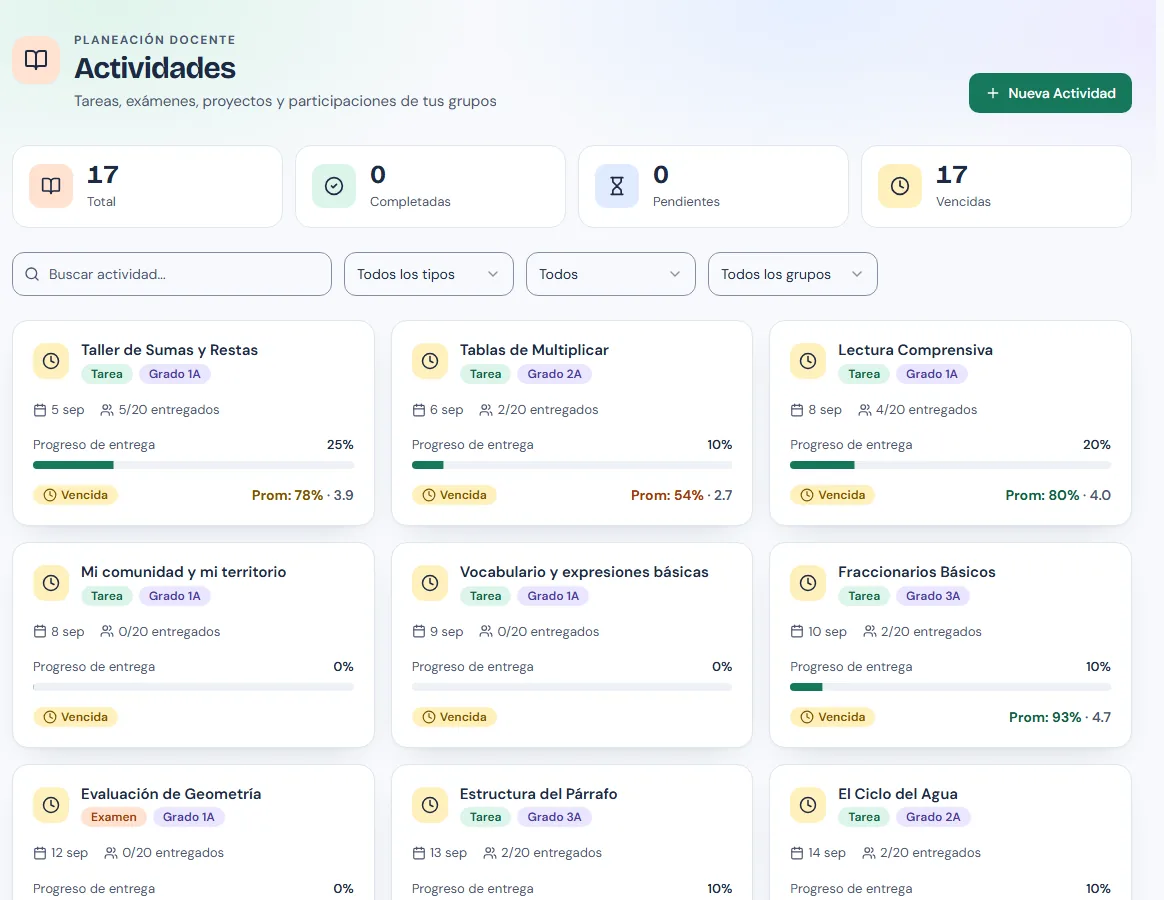 PLANEACIÓN DOCENTE
Actividades
Tareas, exámenes, proyectos y participaciones de tus grupos
+ Nueva Actividad
17
Total
0
Completadas
0
Pendientes
17
Vencidas
Buscar actividad...
Todos los tipos
Todos
Todos los grupos
Taller de Sumas y Restas
Tarea Grado 1A
5 sep 5/20 entregados
Progreso de entrega 25%
Vencida Prom: 78% · 3.9
Tablas de Multiplicar
Tarea Grado 2A
6 sep 2/20 entregados
Progreso de entrega 10%
Vencida Prom: 54% · 2.7
Lectura Comprensiva
Tarea Grado 1A
8 sep 4/20 entregados
Progreso de entrega 20%
Vencida Prom: 80% · 4.0
Mi comunidad y mi territorio
Tarea Grado 1A
8 sep 0/20 entregados
Progreso de entrega 0%
Vencida
Vocabulario y expresiones básicas
Tarea Grado 1A
9 sep 0/20 entregados
Progreso de entrega 0%
Vencida
Fraccionarios Básicos
Tarea Grado 3A
10 sep 2/20 entregados
Progreso de entrega 10%
Vencida Prom: 93% · 4.7
Evaluación de Geometría
Examen Grado 1A
12 sep 0/20 entregados
Progreso de entrega 0%
Estructura del Párrafo
Tarea Grado 3A
13 sep 2/20 entregados
Progreso de entrega 10%
El Ciclo del Agua
Tarea Grado 2A
14 sep 2/20 entregados
Progreso de entrega 10%